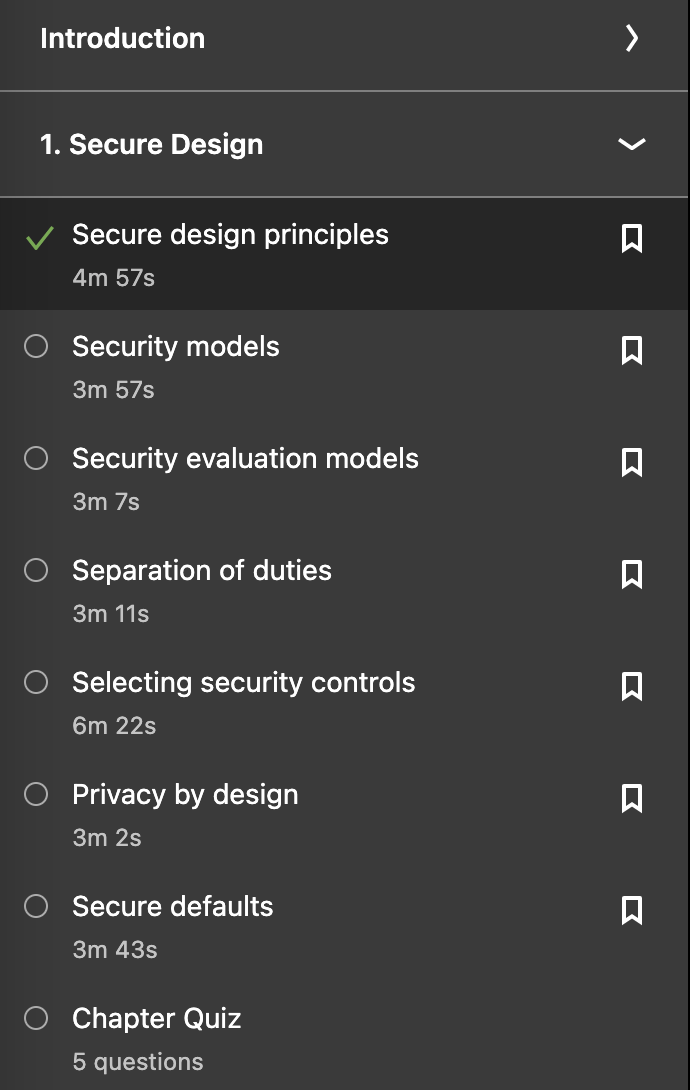 Introduction
1. Secure Design
Secure design principles
4m 57s
Security models
3m 57s
Security evaluation models
3m 7s
Separation of duties
3m 11s
Selecting security controls
6m 22s
Privacy by design
3m 2s
Secure defaults
3m 43s
Chapter Quiz
5 questions